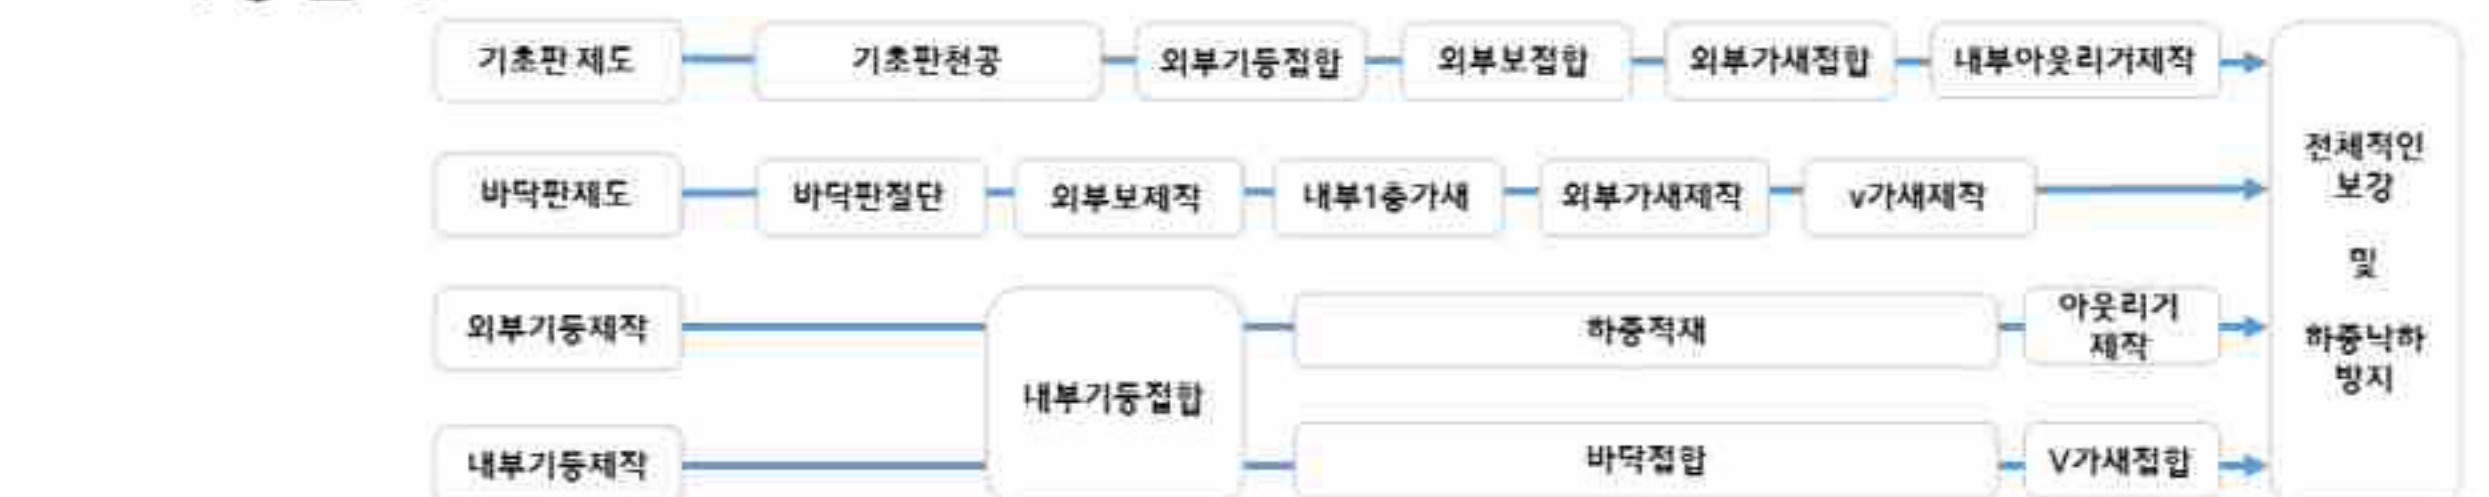 기초판 제도
기초판천공
외부기둥접합
외부보접합
외부가새접합
내부아웃리거제작
바닥판제도
바닥판절단
외부보제작
내부1층가새
외부가새제작
v가새제작
외부기둥제작
내부기둥제작
내부기둥접합
하중적재
아웃리거
제작
바닥접합
V가새접합
전체적인
보강
및
하중낙하
방지